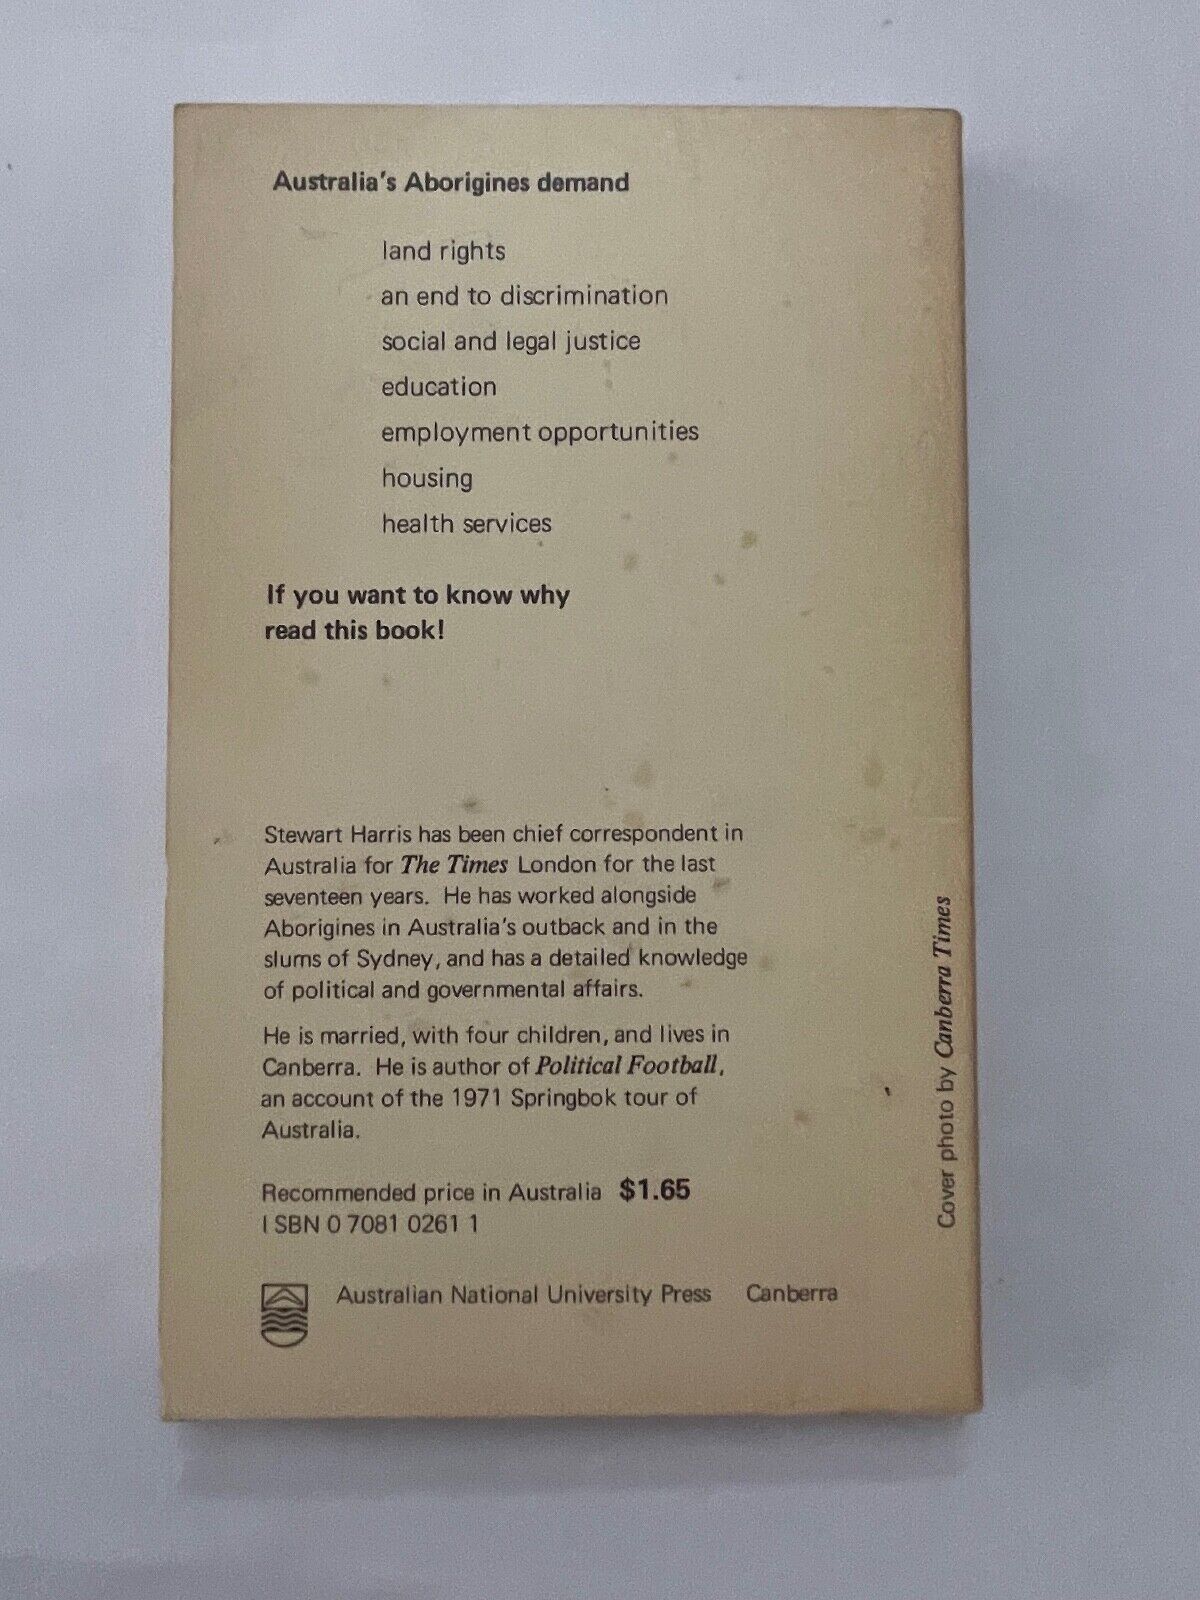 Australia's Aborigines demand
land rights
an end to discrimination
social and legal justice
education
employment opportunities
housing
health services
If you want to know why
read this book!
Stewart Harris has been chief correspondent in
Australia for The Times London for the last
seventeen years. He has worked alongside
Aborigines in Australia's outback and in the
slums of Sydney, and has a detailed knowledge
of political and governmental affairs.
He is married, with four children, and lives in
Canberra. He is author of Political Football,
an account of the 1971 Springbok tour of
Australia.
Recommended price in Australia $1.65
ISBN 0 7081 0261 1
Australian National University Press Canberra
Cover photo by Canberra Times